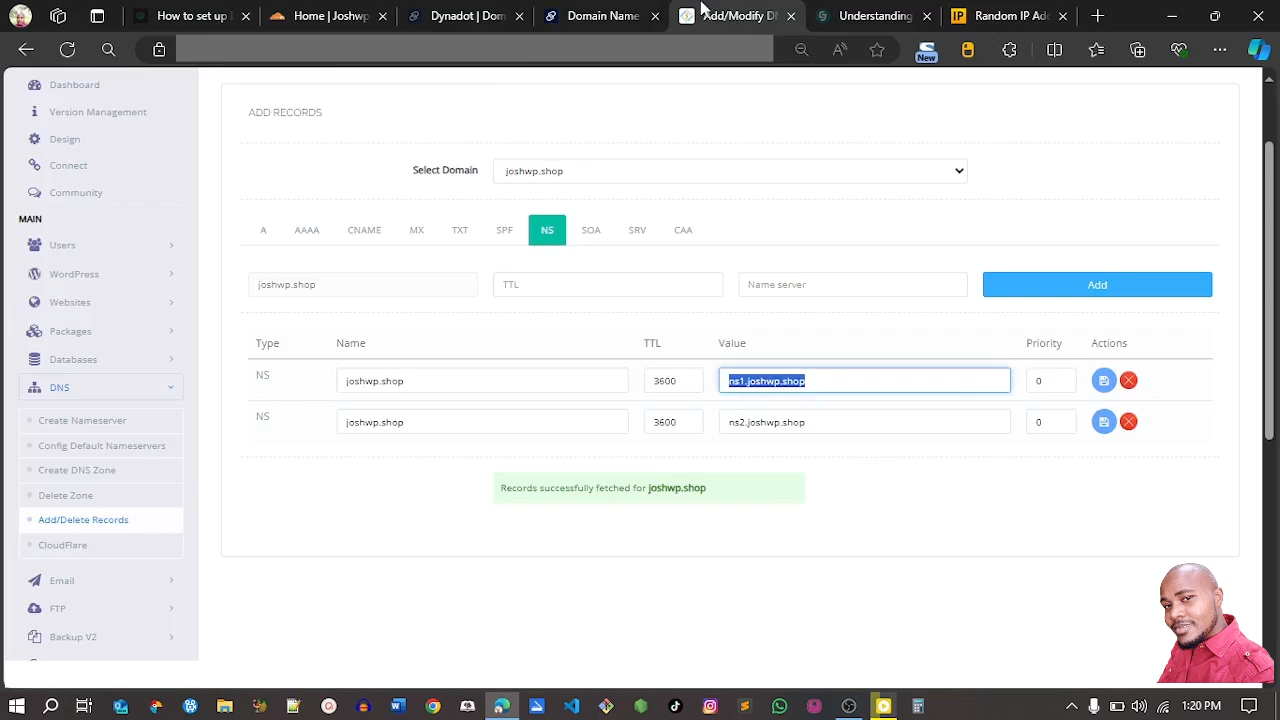 How to set up
Records | Joshwp
Dynadot | Dom
Domain Name
Add/Modify D
Understanding
Random IP Ad
New
Dashboard
Version Management
Design
Connect
Community
MAIN
Users
WordPress
Websites
Packages
Databases
DNS
Create Nameserver
Config Default Nameservers
Create DNS Zone
Delete Zone
Add/Delete Records
CloudFlare
Email
FTP
Backup V2
ADD RECORDS
Select Domain
joshwp.shop
A AAAA CNAME MX TXT SPF NS SOA SRV CAA
joshwp.shop TTL Name server Add
Type Name TTL Value Priority Actions
NS joshwp.shop 3600 ns1.joshwp.shop 0
NS joshwp.shop 3600 ns2.joshwp.shop 0
Records successfully fetched for joshwp.shop
1:20 PM